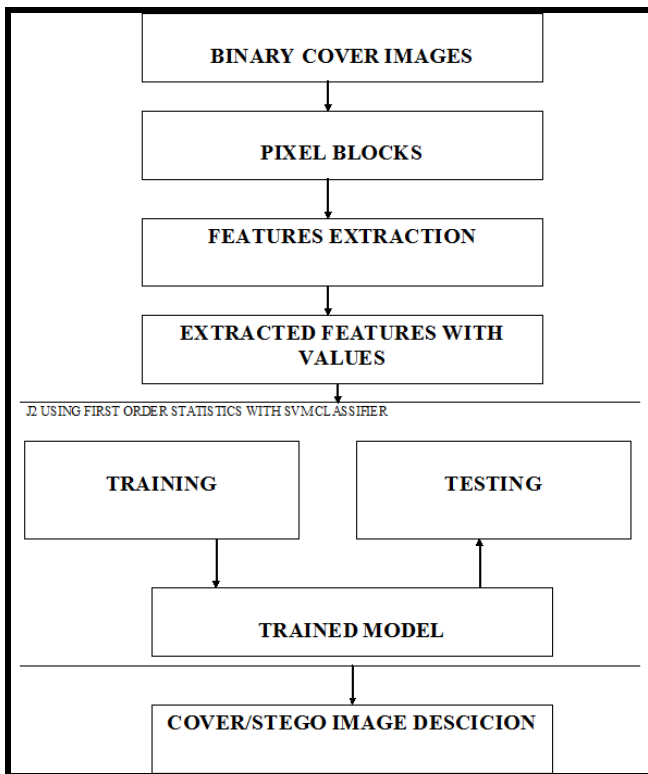 BINARY COVER IMAGES
PIXEL BLOCKS
FEATURES EXTRACTION
EXTRACTED FEATURES WITH
VALUES
J2 USING FIRST ORDER STATISTICS WITH SVMCLASSIFIER
TRAINING
TESTING
TRAINED MODEL
COVER/STEGO IMAGE DESCICION